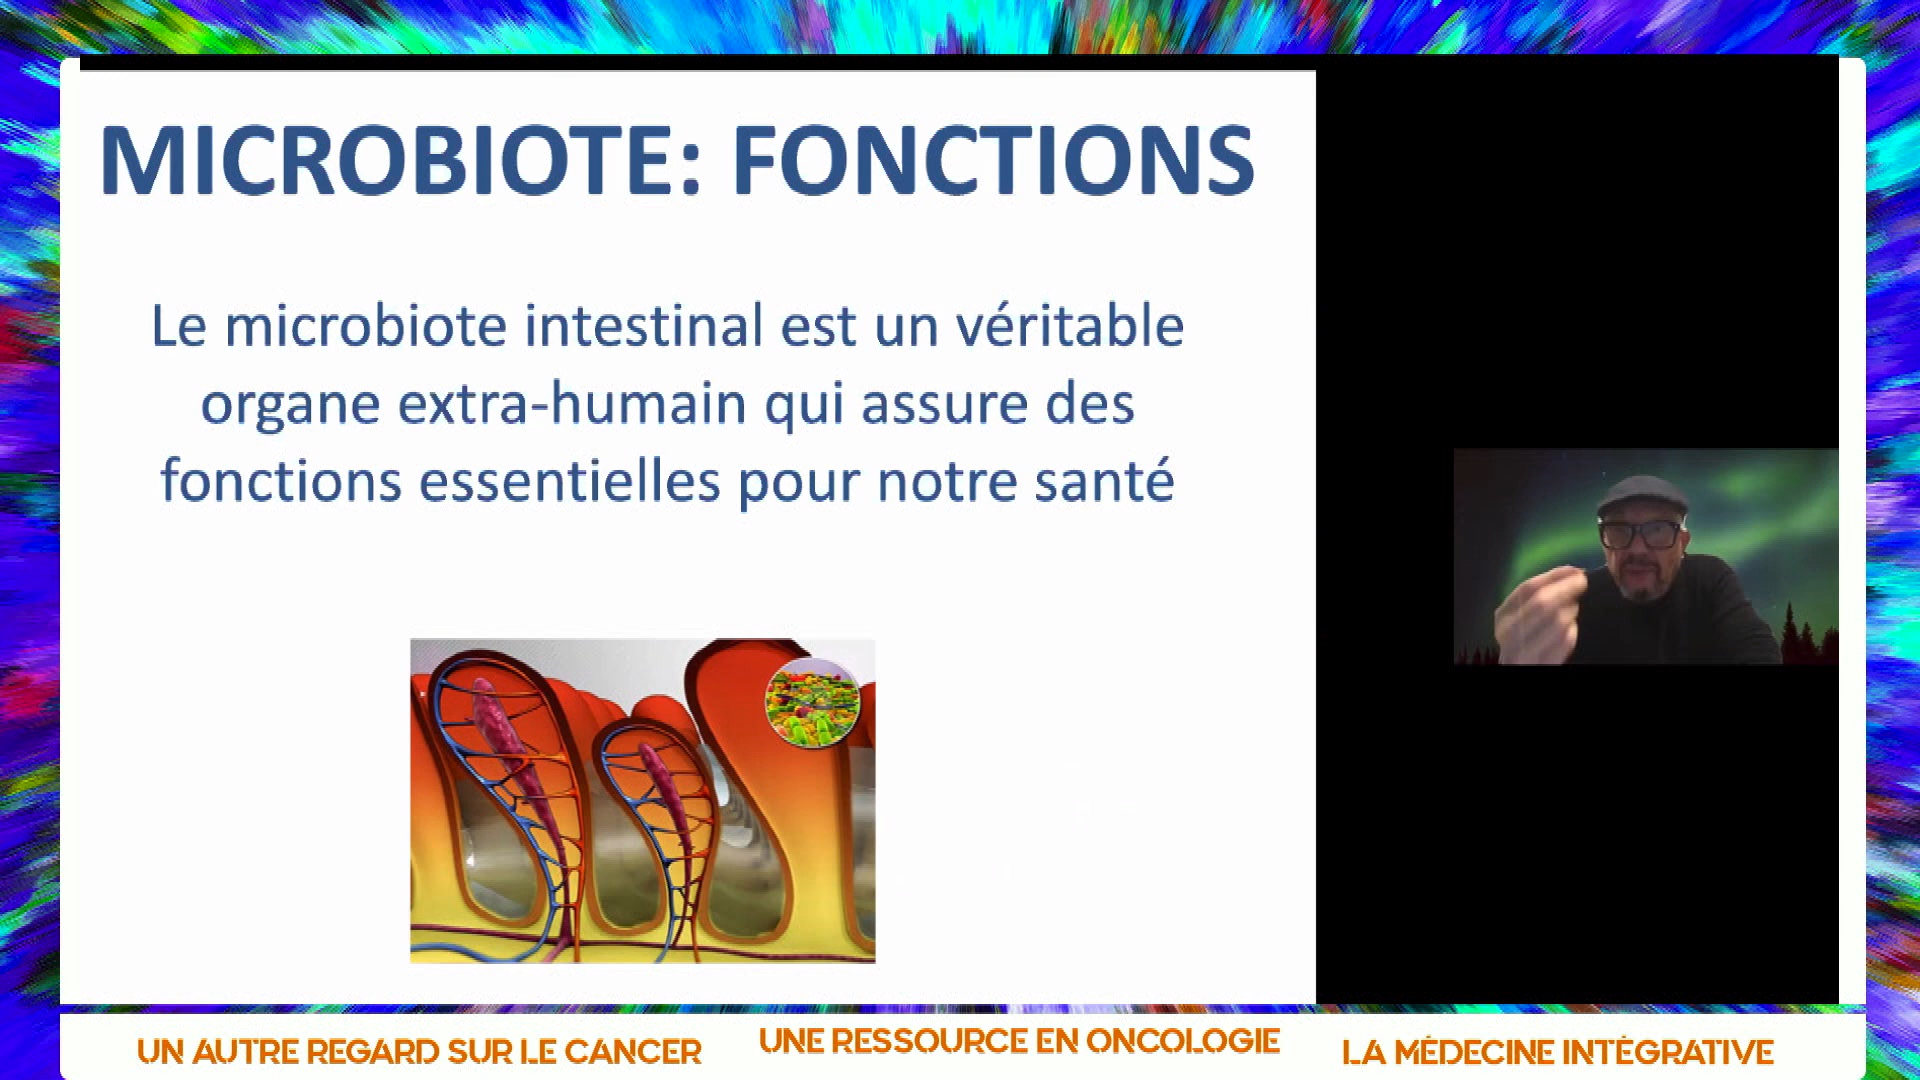 MICROBIOTE: FONCTIONS
Le microbiote intestinal est un véritable
organe extra-humain qui assure des
fonctions essentielles pour notre santé
UN AUTRE REGARD SUR LE CANCER
UNE RESSOURCE EN ONCOLOGIE
LA MÉDECINE INTÉGRATIVE